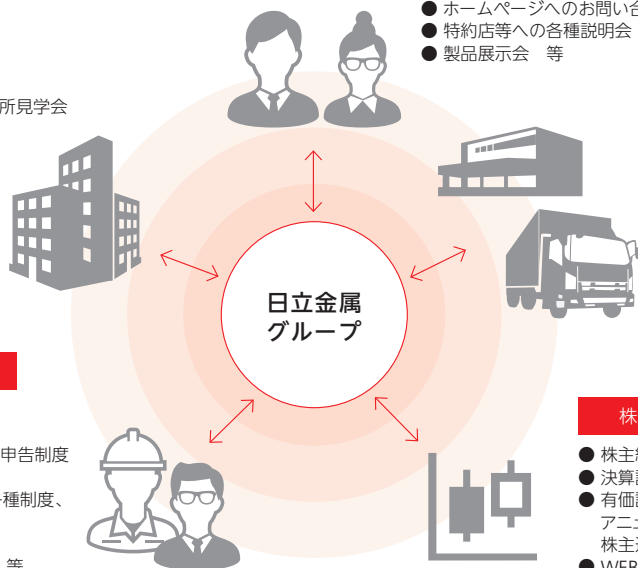 ● ホームページへのお問い合
● 特約店等への各種説明会
● 製品展示会　等
所見学会
日立金属
グループ
申告制度
種制度、
等
株
● 株主総
● 決算
● 有価
アニュ
株主
● WEB